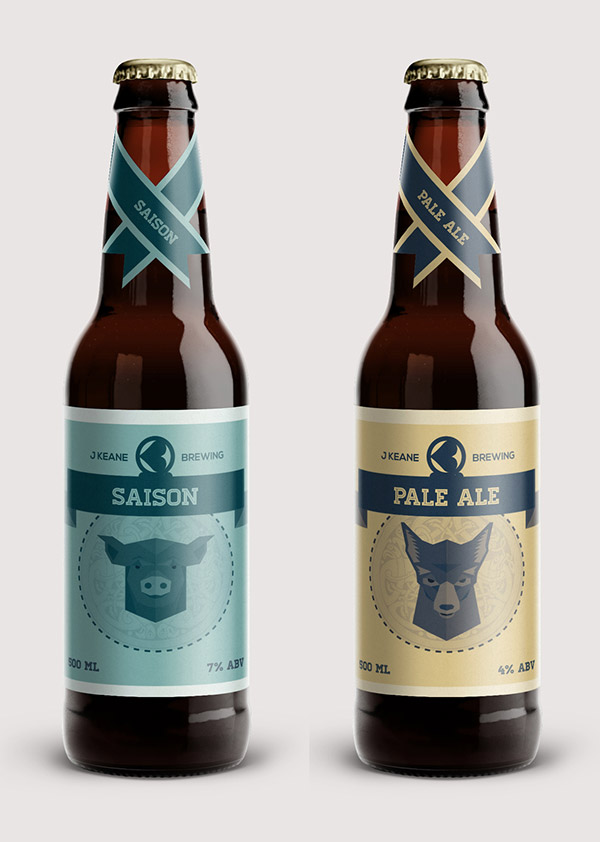 SAISON
J KEANE BREWING
SAISON
500 ML 7% ABV
PALE ALE
J KEANE BREWING
PALE ALE
500 ML 4% ABV